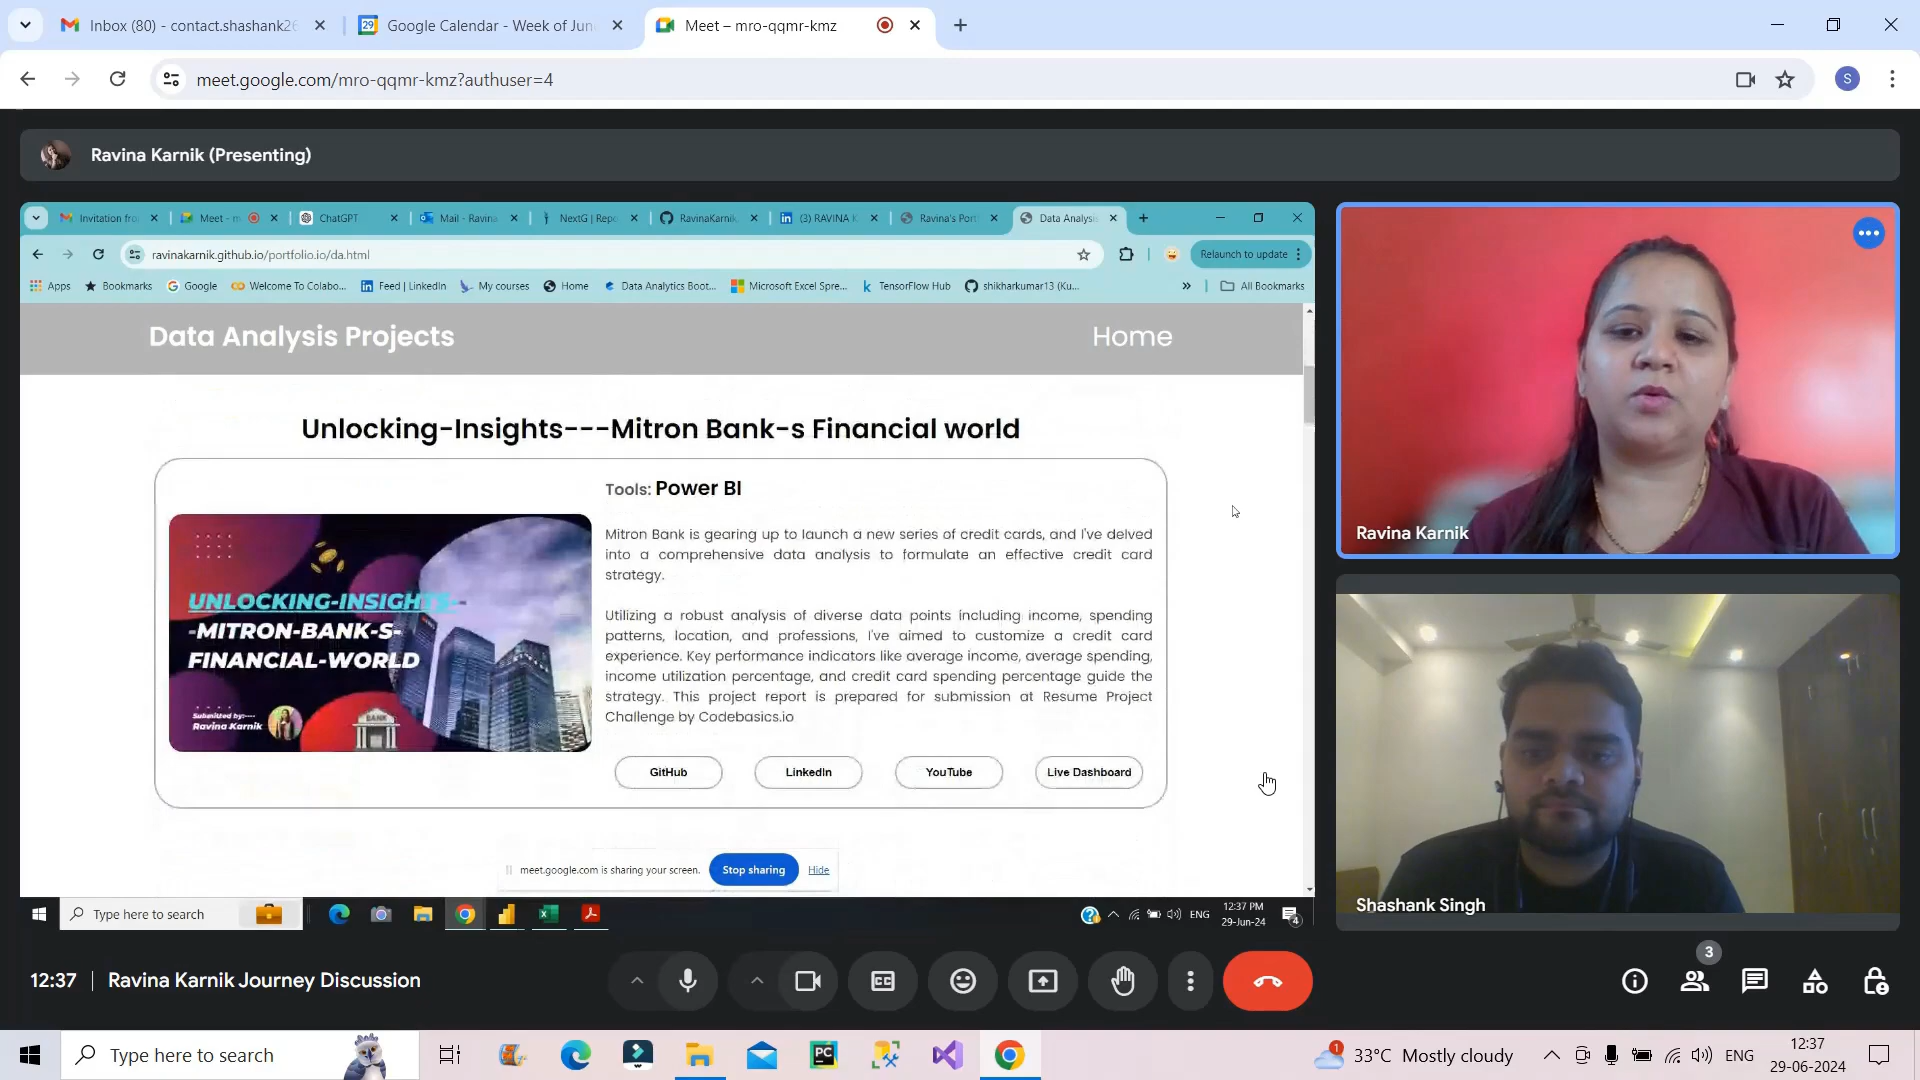 Inbox (80) - contact.shashank26
Google Calendar - Week of June
Meet – mro-qqmr-kmz
meet.google.com/mro-qqmr-kmz?authuser=4
S
Ravina Karnik (Presenting)
Invitation fro
Meet – m
ChatGPT
Mail - Ravina
NextG | Repo
RavinaKarnik
(3) RAVINA K
Ravina's Port
Data Analysis
ravinakarnik.github.io/portfolio.io/da.html
Relaunch to update
Apps
Bookmarks
Google
Welcome To Colabo...
Feed | LinkedIn
My courses
Home
Data Analytics Boot...
Microsoft Excel Spre...
TensorFlow Hub
shikharkumar13 (Ku...
»
All Bookmarks
Data Analysis Projects
Home
Unlocking-Insights---Mitron Bank-s Financial world
Tools: Power BI
Mitron Bank is gearing up to launch a new series of credit cards, and I've delved
into a comprehensive data analysis to formulate an effective credit card
strategy.
Utilizing a robust analysis of diverse data points including income, spending
patterns, location, and professions, I've aimed to customize a credit card
experience. Key performance indicators like average income, average spending,
income utilization percentage, and credit card spending percentage guide the
strategy. This project report is prepared for submission at Resume Project
Challenge by Codebasics.io
UNLOCKING-INSIGHTS-
-MITRON-BANK-S-
FINANCIAL-WORLD
Submitted by:----
Ravina Karnik
BANK
GitHub
LinkedIn
YouTube
Live Dashboard
meet.google.com is sharing your screen.
Stop sharing
Hide
Type here to search
ENG
12:37 PM
29-Jun-24
4
Ravina Karnik
Shashank Singh
12:37
Ravina Karnik Journey Discussion
3
Type here to search
PC
1
33°C Mostly cloudy
ENG
12:37
29-06-2024